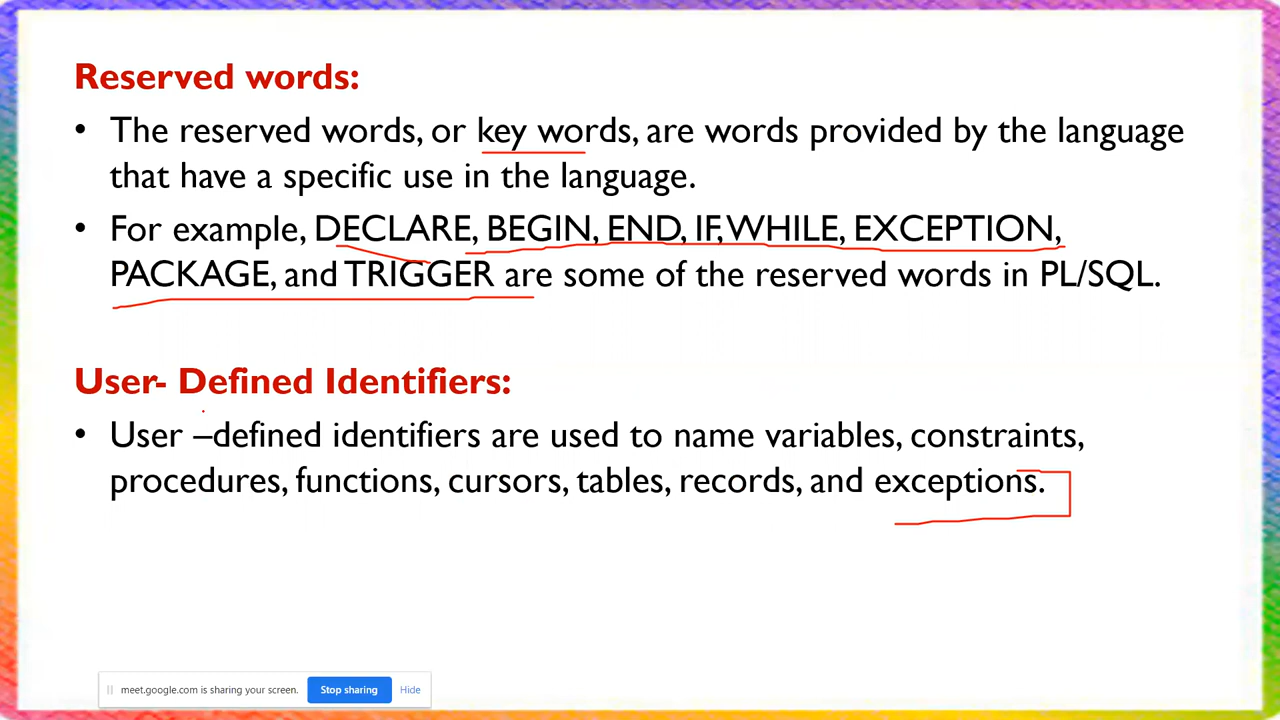 Reserved words:
• The reserved words, or key words, are words provided by the language
that have a specific use in the language.
• For example, DECLARE, BEGIN, END, IF, WHILE, EXCEPTION,
PACKAGE, and TRIGGER are some of the reserved words in PL/SQL.
User- Defined Identifiers:
• User –defined identifiers are used to name variables, constraints,
procedures, functions, cursors, tables, records, and exceptions.
meet.google.com is sharing your screen. Stop sharing Hide